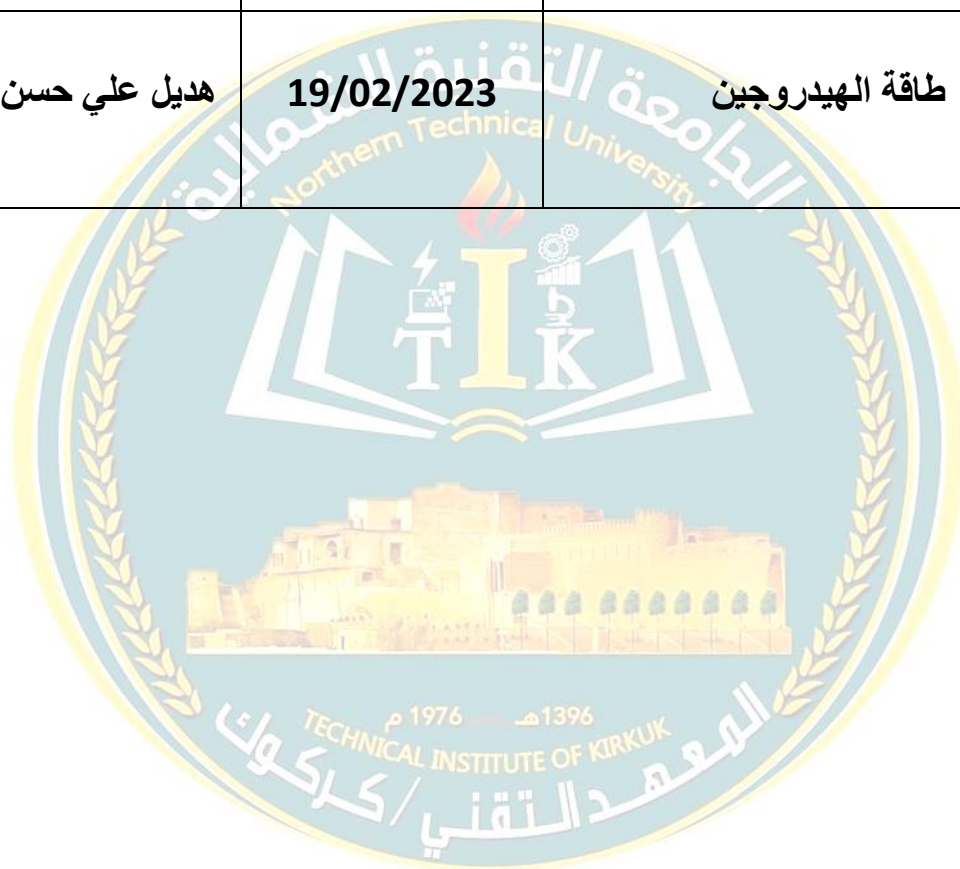 طاقة الهيدروجين
19/02/2023
هديل علي حسن
الجامعة التقنية الشمالية
Northern Technical University
T I K
1396هـ 1976 م
TECHNICAL INSTITUTE OF KIRKUK
المعهد التقني / كركوك